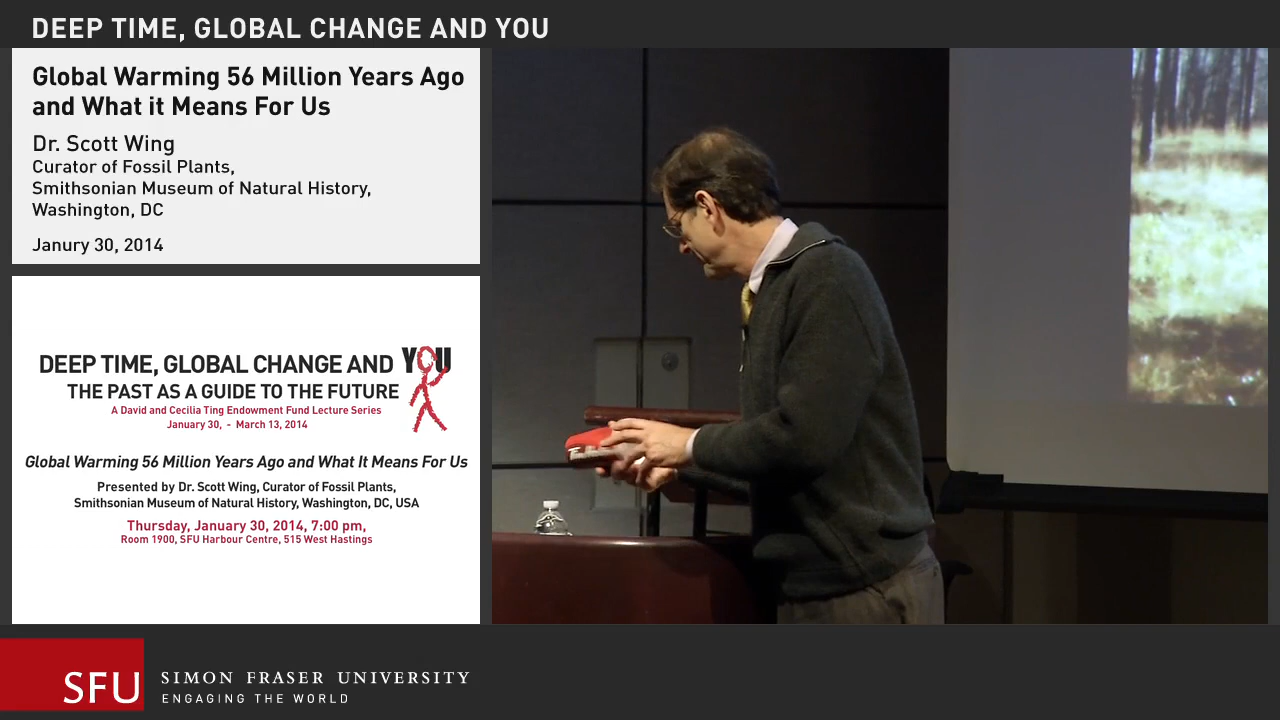 DEEP TIME, GLOBAL CHANGE AND YOU
Global Warming 56 Million Years Ago
and What it Means For Us
Dr. Scott Wing
Curator of Fossil Plants,
Smithsonian Museum of Natural History,
Washington, DC
Janury 30, 2014
DEEP TIME, GLOBAL CHANGE AND YOU
THE PAST AS A GUIDE TO THE FUTURE
A David and Cecilia Ting Endowment Fund Lecture Series
January 30, - March 13, 2014
Global Warming 56 Million Years Ago and What It Means For Us
Presented by Dr. Scott Wing, Curator of Fossil Plants,
Smithsonian Museum of Natural History, Washington, DC, USA
Thursday, January 30, 2014, 7:00 pm,
Room 1900, SFU Harbour Centre, 515 West Hastings
SFU
SIMON FRASER UNIVERSITY
ENGAGING THE WORLD